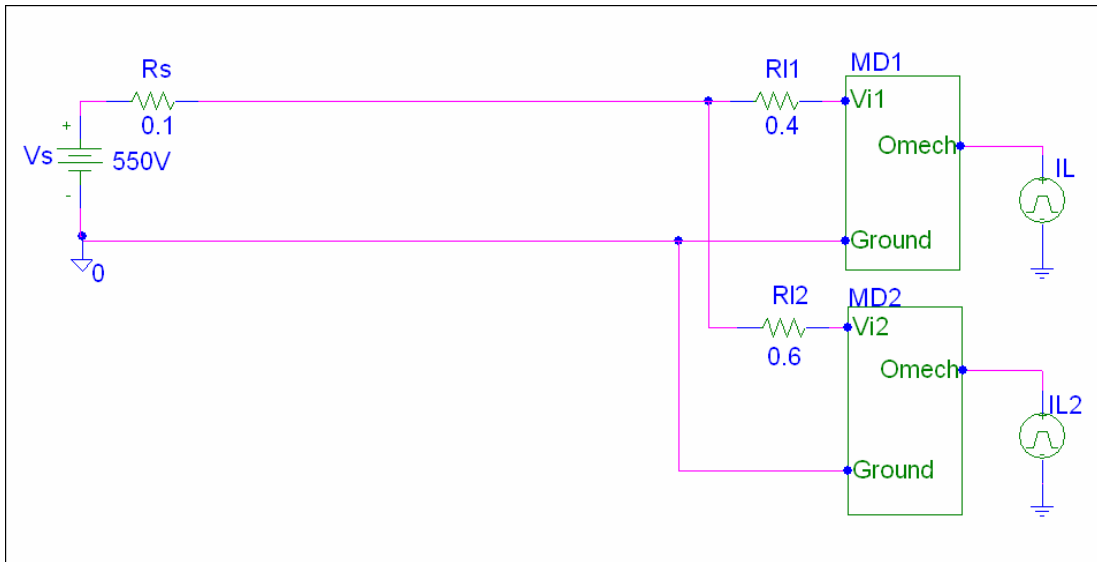 Rs
0.1
Vs
+
550V
-
0
Rl1
0.4
MD1
Vi1
Omech
Ground
IL
+
-
Rl2
0.6
MD2
Vi2
Omech
Ground
IL2
+
-